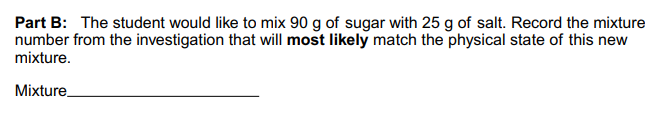 Part B: The student would like to mix 90 g of sugar with 25 g of salt. Record the mixture
number from the investigation that will most likely match the physical state of this new
mixture.
Mixture